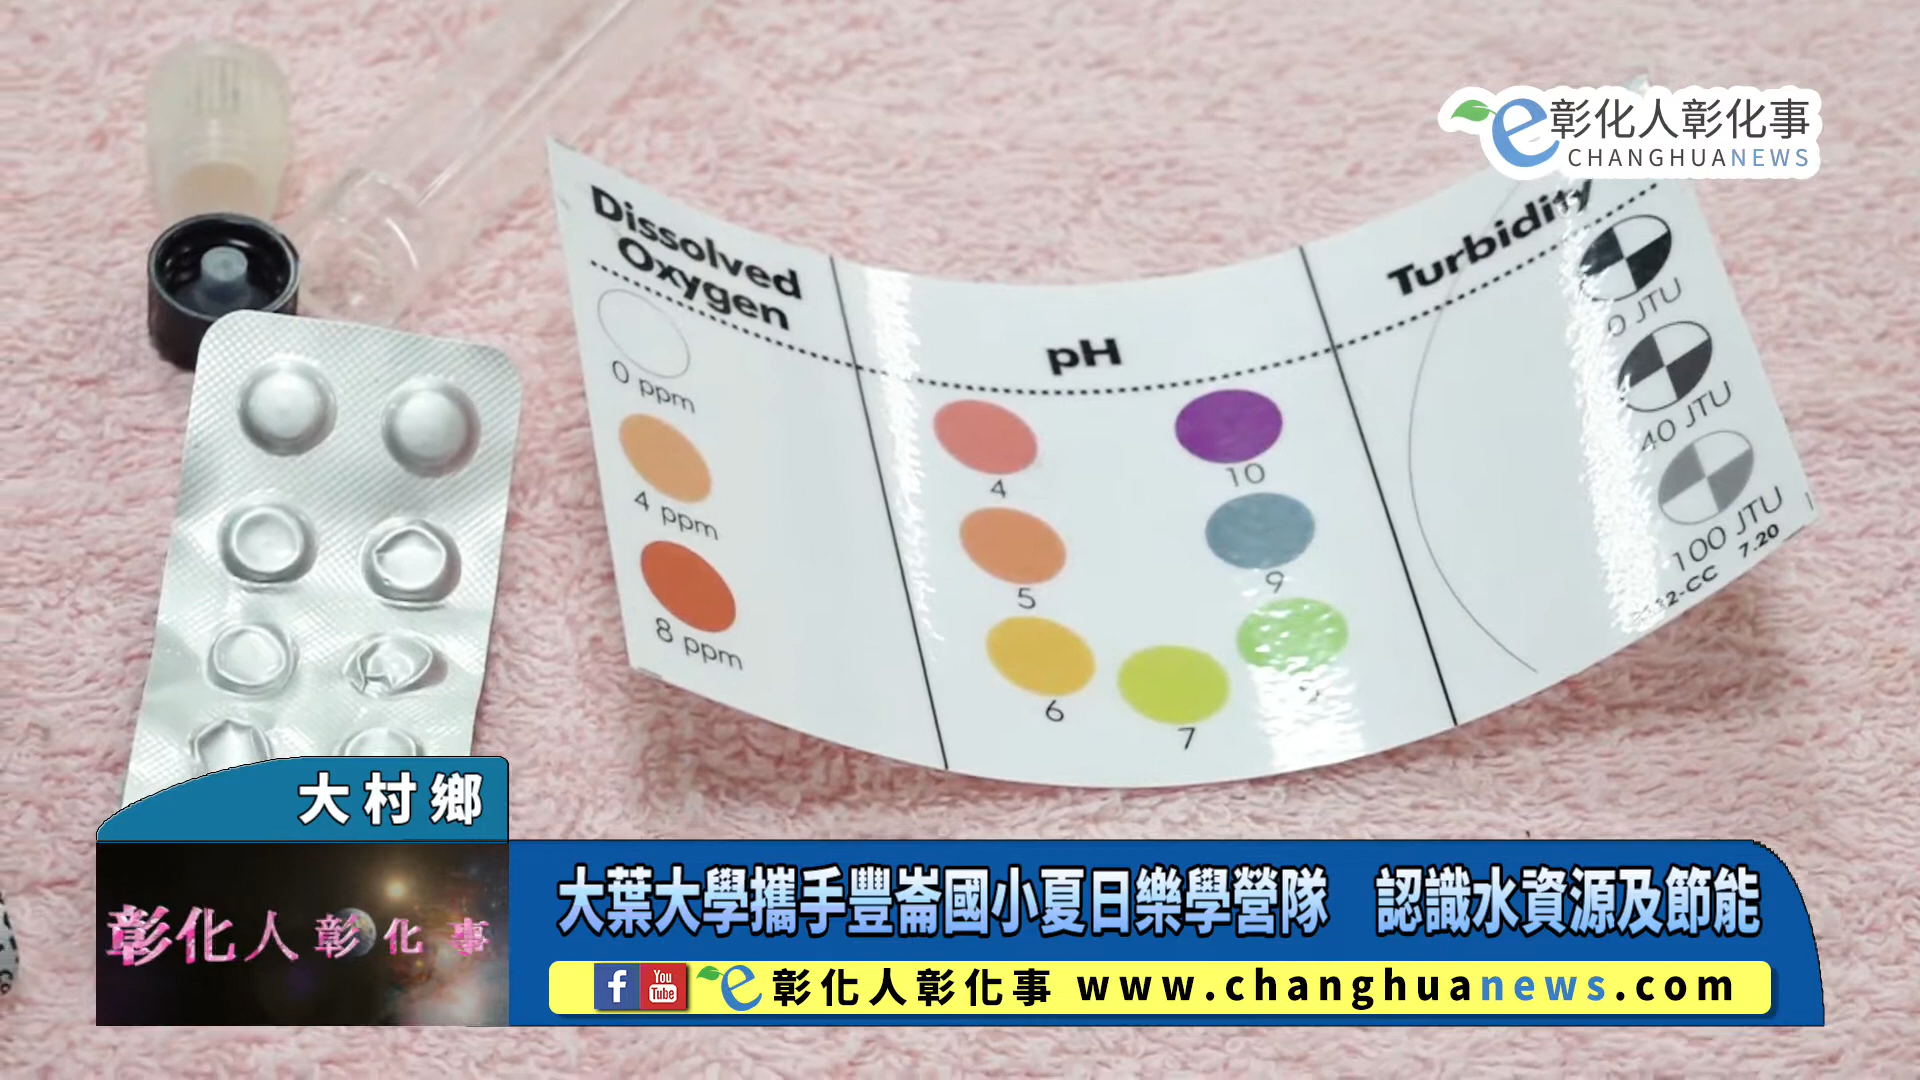 彰化人彰化事
CHANGHUANEWS
Dissolved
Oxygen
0 ppm
4 ppm
8 ppm
pH
4
5
6
7
9
10
Turbidity
0 JTU
40 JTU
100 JTU
7.20
大村鄉
彰化人彰化事
大葉大學攜手豐崙國小夏日樂學營隊 認識水資源及節能
f You Tube e彰化人彰化事 www.changhuanews.com